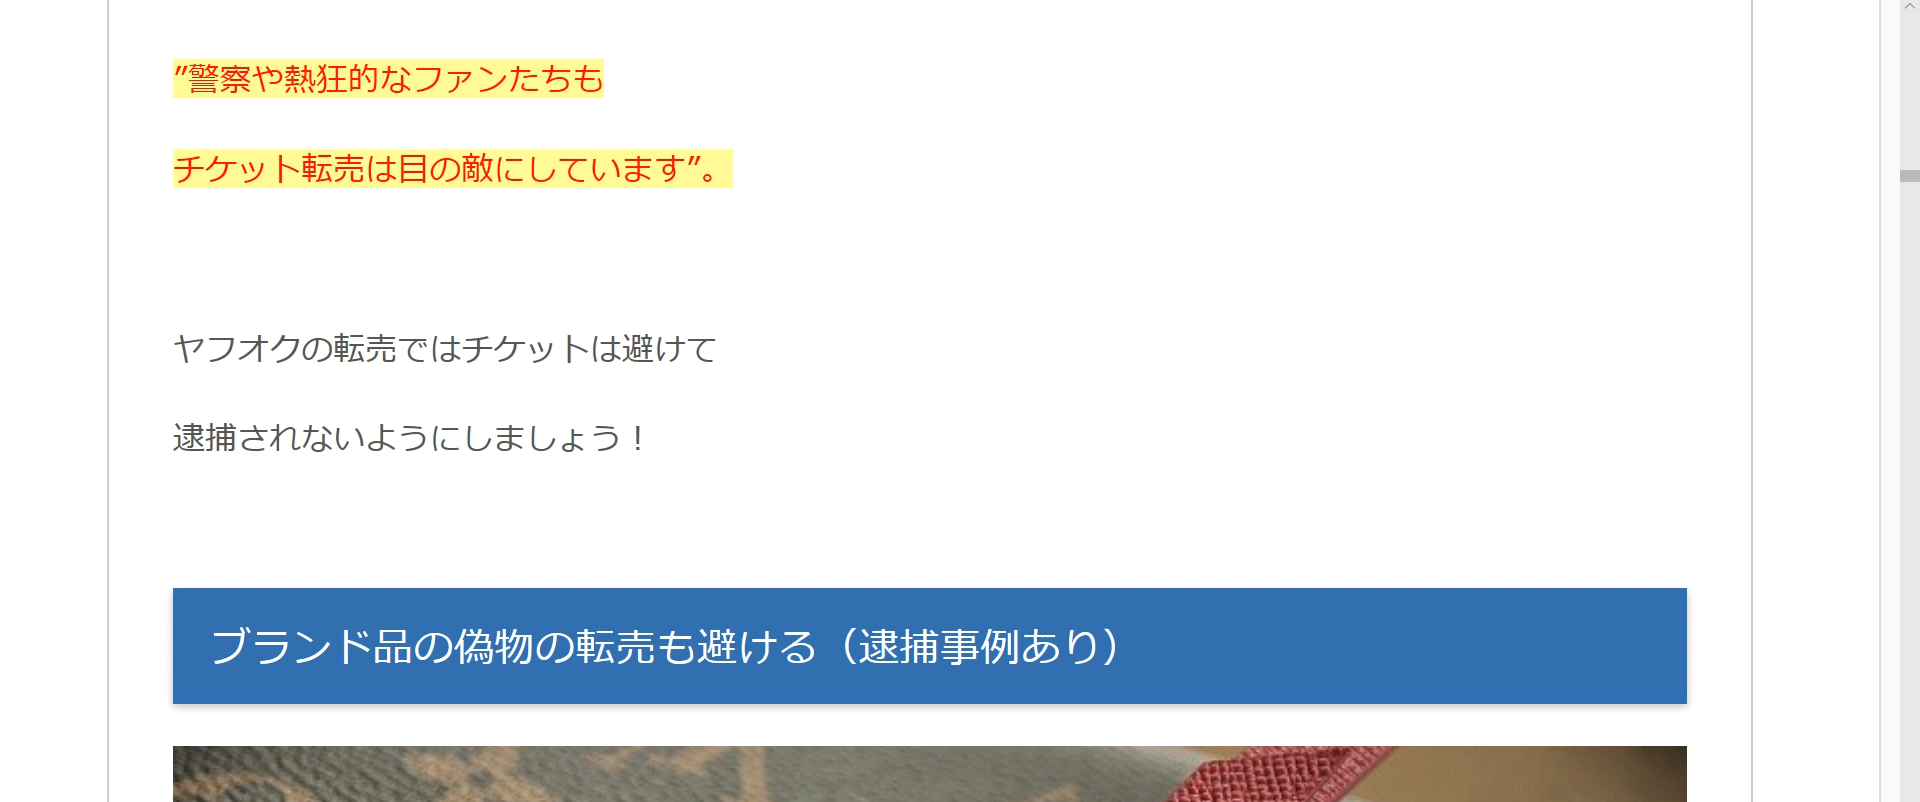 ”警察や熱狂的なファンたちも
チケット転売は目の敵にしています”。
ヤフオクの転売ではチケットは避けて
逮捕されないようにしましょう！
ブランド品の偽物の転売も避ける（逮捕事例あり）